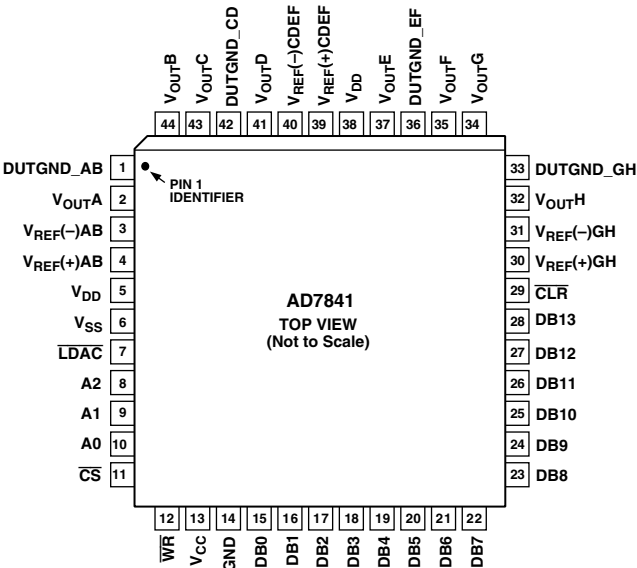 VOUTB
VOUTC
DUTGND_CD
VOUTD
VREF(–)CDEF
VREF(+)CDEF
VDD
VOUTE
DUTGND_EF
VOUTF
VOUTG
44 43 42 41 40 39 38 37 36 35 34
DUTGND_AB 1
VOUTA 2
VREF(–)AB 3
VREF(+)AB 4
VDD 5
VSS 6
LDAC 7
A2 8
A1 9
A0 10
CS 11
PIN 1
IDENTIFIER
AD7841
TOP VIEW
(Not to Scale)
33 DUTGND_GH
32 VOUTH
31 VREF(–)GH
30 VREF(+)GH
29 CLR
28 DB13
27 DB12
26 DB11
25 DB10
24 DB9
23 DB8
12 13 14 15 16 17 18 19 20 21 22
WR
VCC
GND
DB0
DB1
DB2
DB3
DB4
DB5
DB6
DB7